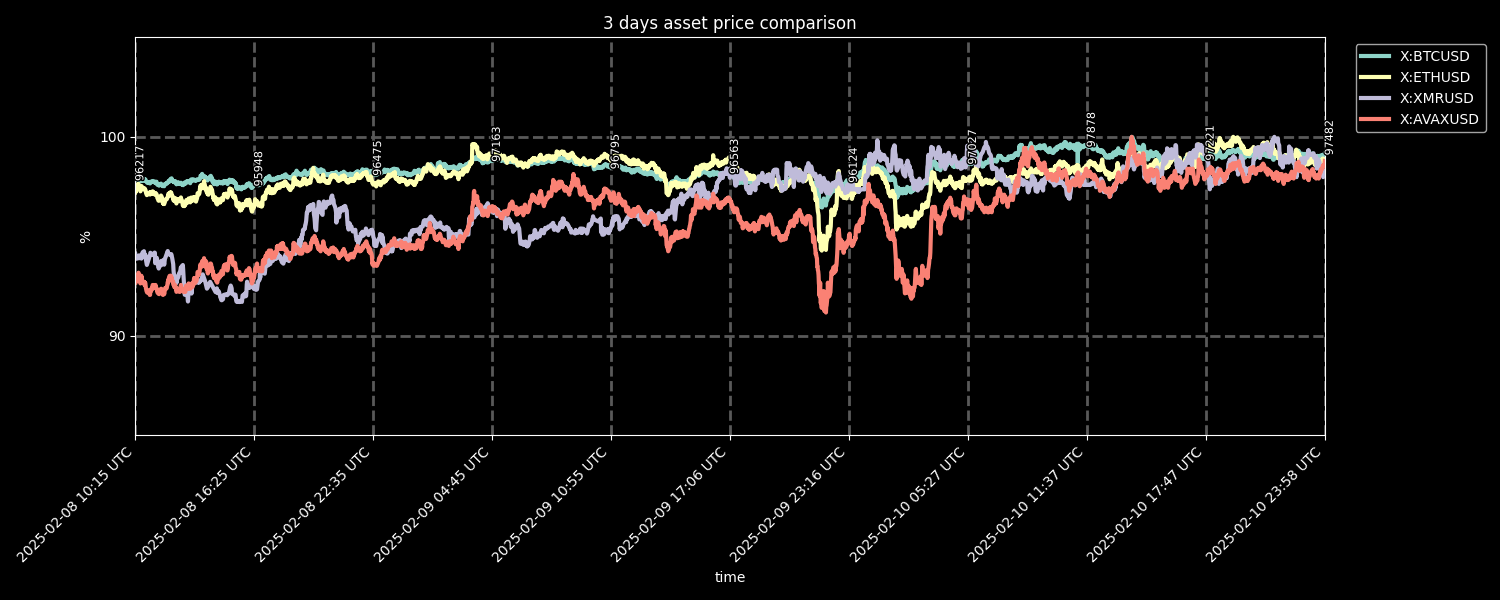 3 days asset price comparison
X:BTCUSD
X:ETHUSD
X:XMRUSD
X:AVAXUSD
%
100
90
96217
95948
96475
97163
96795
96563
96124
97027
97878
97221
97482
2025-02-08 10:15 UTC
2025-02-08 16:25 UTC
2025-02-08 22:35 UTC
2025-02-09 04:45 UTC
2025-02-09 10:55 UTC
2025-02-09 17:06 UTC
2025-02-09 23:16 UTC
2025-02-10 05:27 UTC
2025-02-10 11:37 UTC
2025-02-10 17:47 UTC
2025-02-10 23:58 UTC
time